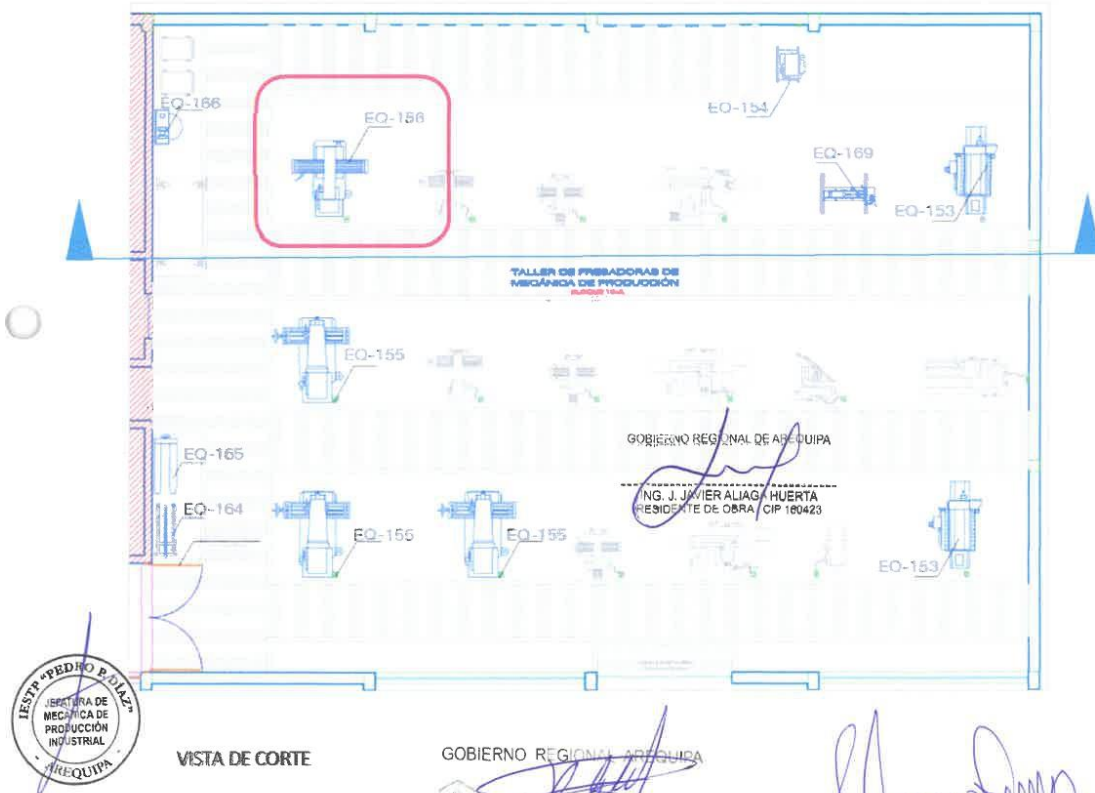 EQ-166
EQ-156
EQ-154
EQ-169
EQ-153
TALLER DE FRESADORAS DE
MECÁNICA DE PRODUCCIÓN
EQ-155
GOBIERNO REGIONAL DE AREQUIPA
EQ-165
ING. J. JAVIER ALIAGA HUERTA
RESIDENTE DE OBRA CIP 160423
EQ-164
EQ-155
EQ-155
EQ-153
IESTP "PEDRO P. DÍAZ"
JEFATURA DE
MECÁNICA DE
PRODUCCIÓN
INDUSTRIAL
- AREQUIPA -
VISTA DE CORTE
GOBIERNO REGIONAL AREQUIPA